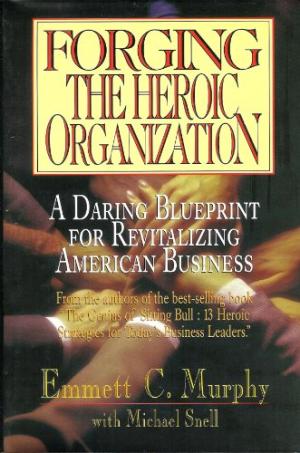 FORGING
THE HEROIC
ORGANIZATION
A DARING BLUEPRINT
FOR REVITALIZING
AMERICAN BUSINESS
From the authors of the best-selling book
"The Genius of Sitting Bull : 13 Heroic
Strategies for Today's Business Leaders."
Emmett C. Murphy
with Michael Snell